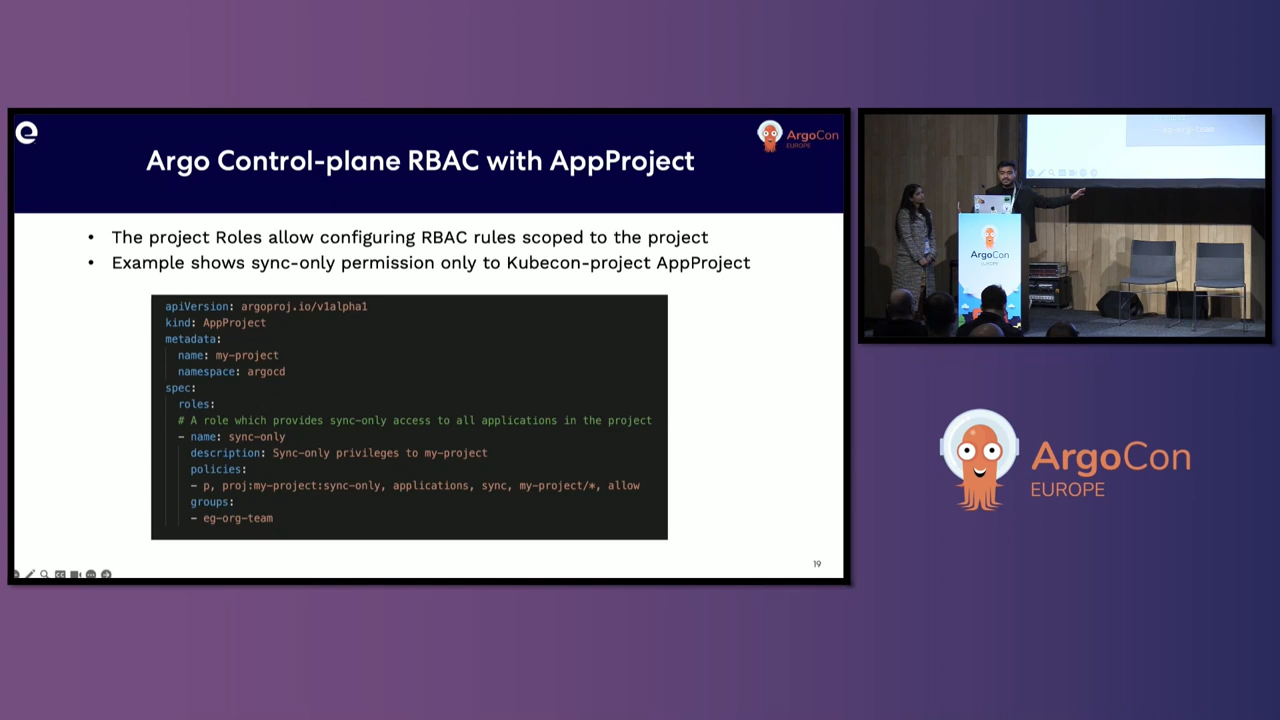 e
ArgoCon
EUROPE
Argo Control-plane RBAC with AppProject
• The project Roles allow configuring RBAC rules scoped to the project
• Example shows sync-only permission only to Kubecon-project AppProject
apiVersion: argoproj.io/v1alpha1
kind: AppProject
metadata:
name: my-project
namespace: argocd
spec:
roles:
# A role which provides sync-only access to all applications in the project
- name: sync-only
description: Sync-only privileges to my-project
policies:
- p, proj:my-project:sync-only, applications, sync, my-project/*, allow
groups:
- eg-org-team
19
- eg-org-team
ArgoCon
EUROPE
ArgoCon
EUROPE